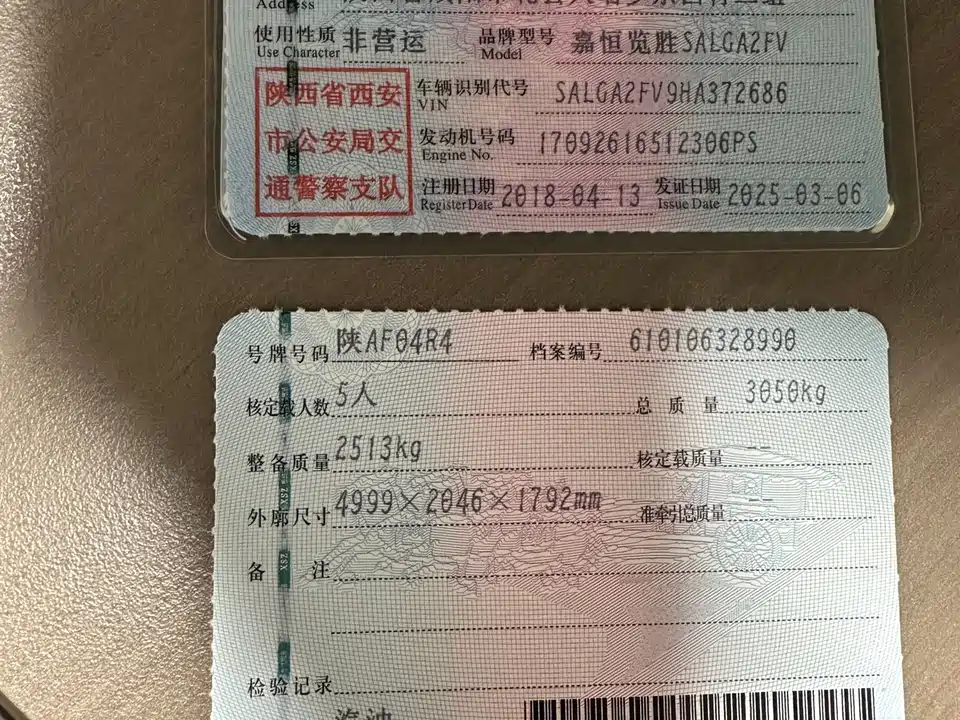 Address
使用性质 非营运 品牌型号 嘉恒览胜SALGA2FV
Use Character Model
陕西省西安 车辆识别代号 SALGA2FV9HA372686
VIN
市公安局交 发动机号码 17092616512306PS
Engine No.
通警察支队 注册日期 2018-04-13 发证日期 2025-03-06
Register Date Issue Date
号牌号码 陕AF04R4 档案编号 610106328990
核定载人数 5人 总质量 3050kg
整备质量 2513kg 核定载质量 --
外廓尺寸 4999×2046×1792mm 准牵引总质量 --
备注
检验记录
汽油